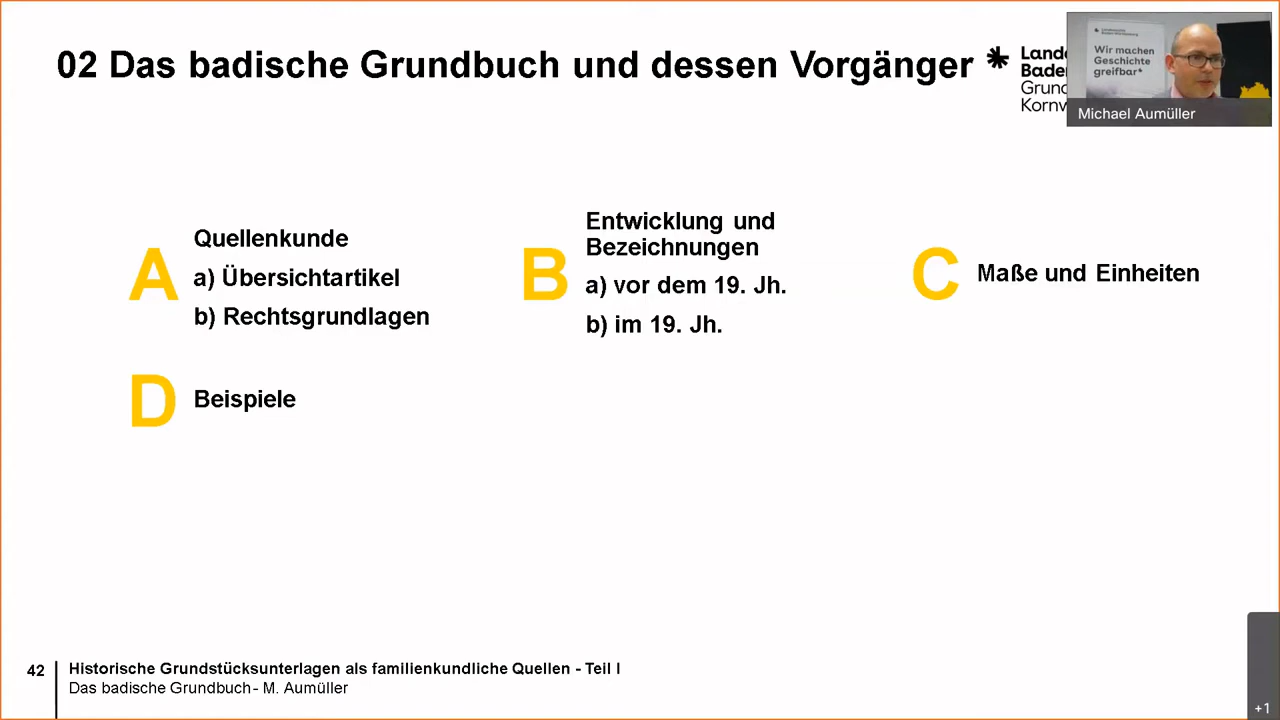 02 Das badische Grundbuch und dessen Vorgänger
Wir machen
Geschichte
greifbar*
Michael Aumüller
A
Quellenkunde
a) Übersichtartikel
b) Rechtsgrundlagen
B
Entwicklung und
Bezeichnungen
a) vor dem 19. Jh.
b) im 19. Jh.
C
Maße und Einheiten
D
Beispiele
42
Historische Grundstücksunterlagen als familienkundliche Quellen - Teil I
Das badische Grundbuch - M. Aumüller
+1